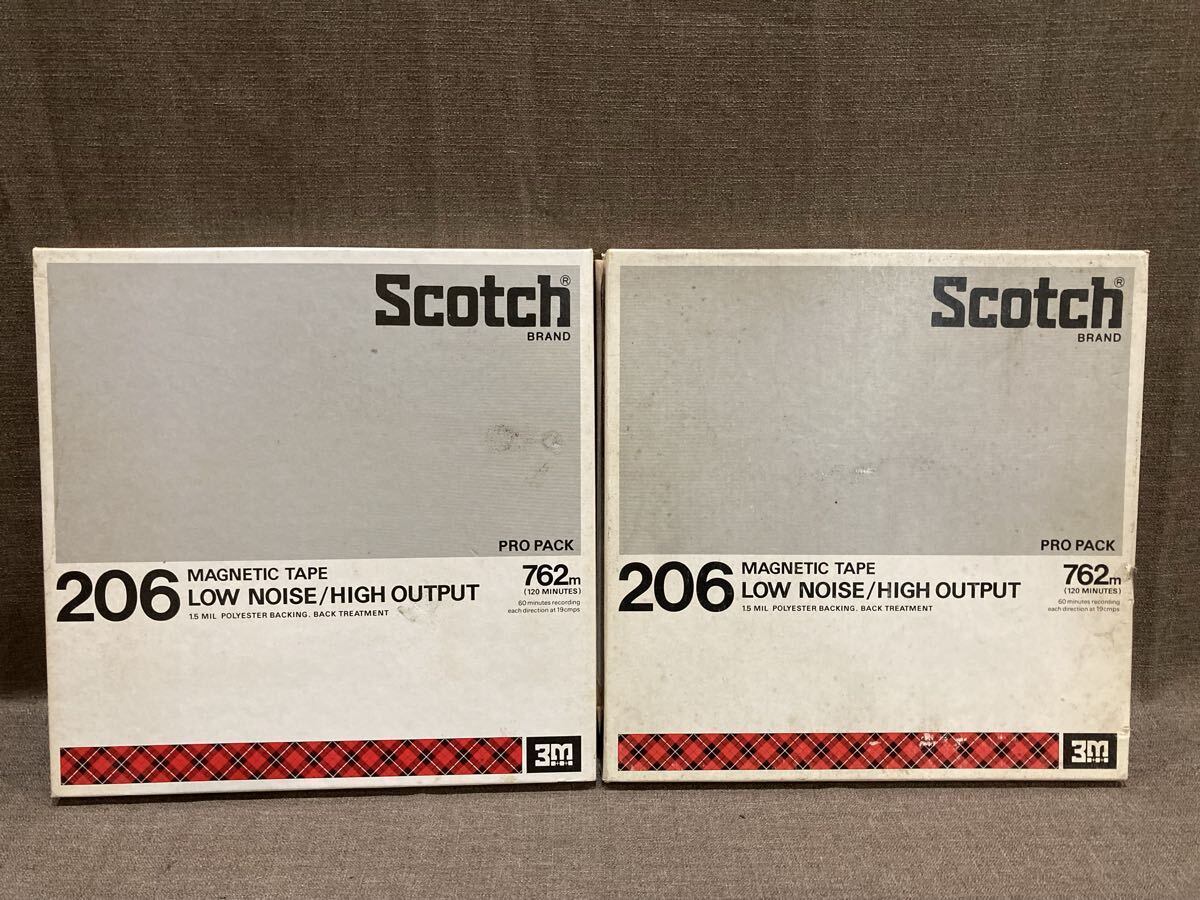 Scotch®
BRAND
PRO PACK
206
MAGNETIC TAPE
LOW NOISE/HIGH OUTPUT
1.5 MIL POLYESTER BACKING. BACK TREATMENT
762m
(120 MINUTES)
60 minutes recording
each direction at 19cmps
3M
Scotch®
BRAND
PRO PACK
206
MAGNETIC TAPE
LOW NOISE/HIGH OUTPUT
1.5 MIL POLYESTER BACKING. BACK TREATMENT
762m
(120 MINUTES)
60 minutes recording
each direction at 19cmps
3M